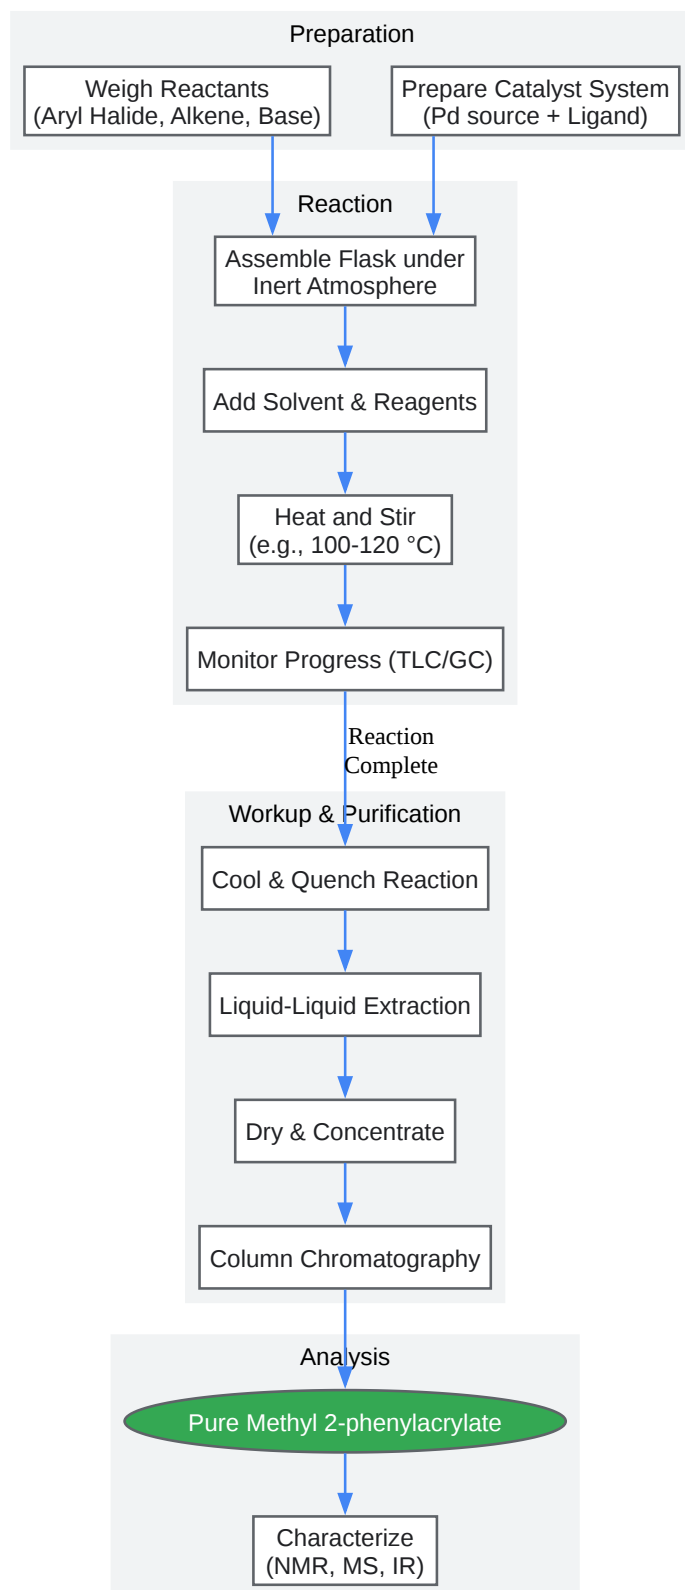 Preparation
Weigh Reactants
(Aryl Halide, Alkene, Base)
Prepare Catalyst System
(Pd source + Ligand)
Reaction
Assemble Flask under
Inert Atmosphere
Add Solvent & Reagents
Heat and Stir
(e.g., 100-120 °C)
Monitor Progress (TLC/GC)
Reaction
Complete
Workup & Purification
Cool & Quench Reaction
Liquid-Liquid Extraction
Dry & Concentrate
Column Chromatography
Analysis
Pure Methyl 2-phenylacrylate
Characterize
(NMR, MS, IR)